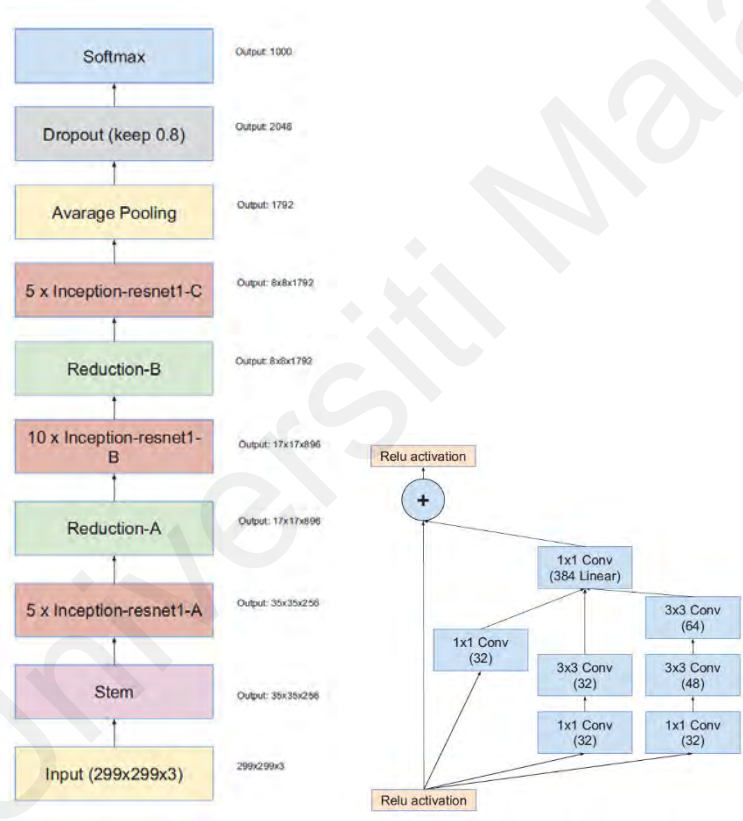 Softmax
Output: 1000
Dropout (keep 0.8)
Output: 2048
Avarage Pooling
Output: 1792
5 x Inception-resnet1-C
Output: 8x8x1792
Reduction-B
Output: 8x8x1792
10 x Inception-resnet1-
B
Output: 17x17x896
Reduction-A
Output: 17x17x896
5 x Inception-resnet1-A
Output: 35x35x256
Stem
Output: 35x35x256
Input (299x299x3)
299x299x3
Relu activation
+
1x1 Conv
(384 Linear)
3x3 Conv
(64)
1x1 Conv
(32)
3x3 Conv
(32)
3x3 Conv
(48)
1x1 Conv
(32)
1x1 Conv
(32)
Relu activation
Universiti Mala